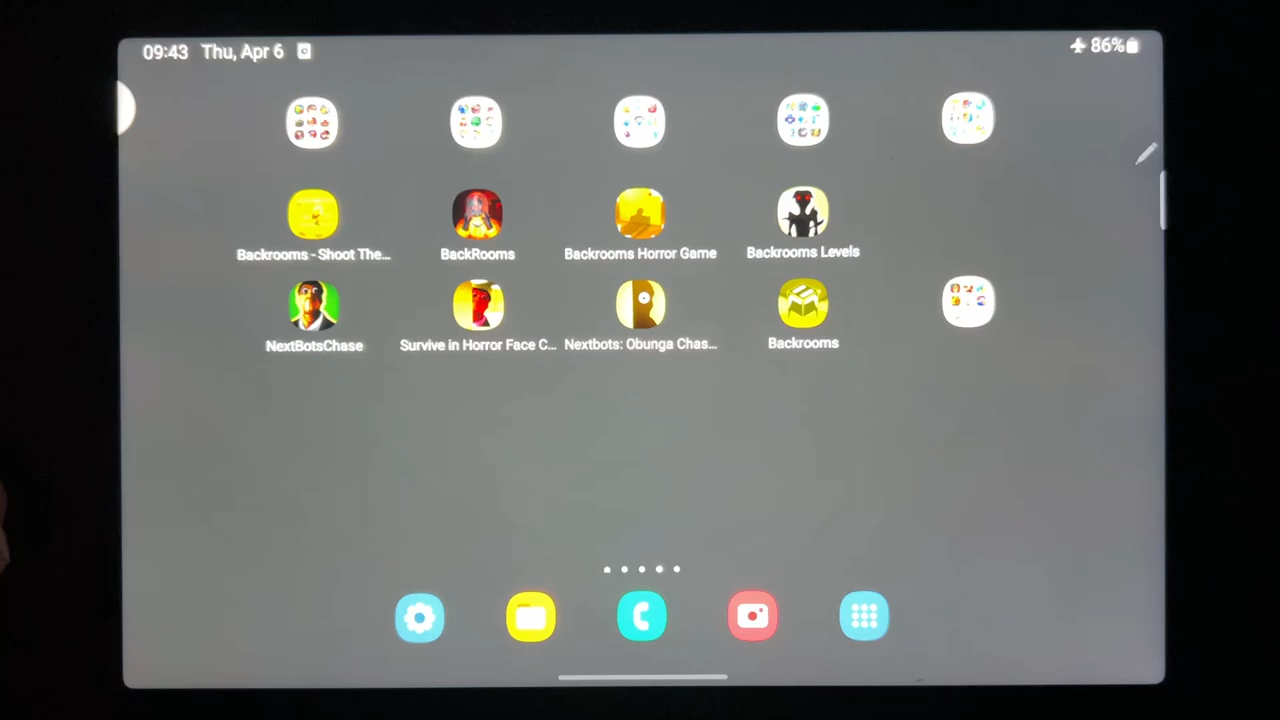 09:43 Thu, Apr 6 86%
Backrooms - Shoot The... BackRooms Backrooms Horror Game Backrooms Levels
NextBotsChase Survive in Horror Face C... Nextbots: Obunga Chas... Backrooms